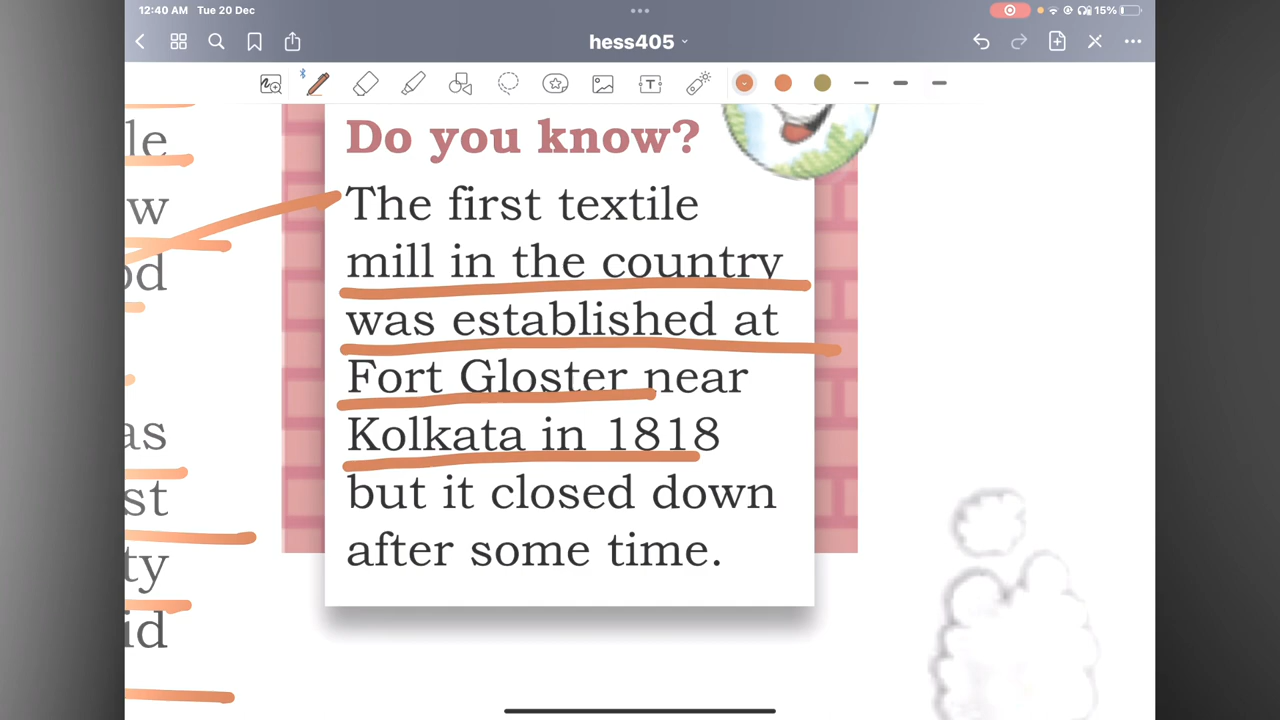 12:40 AM Tue 20 Dec
15%
hess405
Do you know?
The first textile
mill in the country
was established at
Fort Gloster near
Kolkata in 1818
but it closed down
after some time.
le
w
od
as
st
ty
id